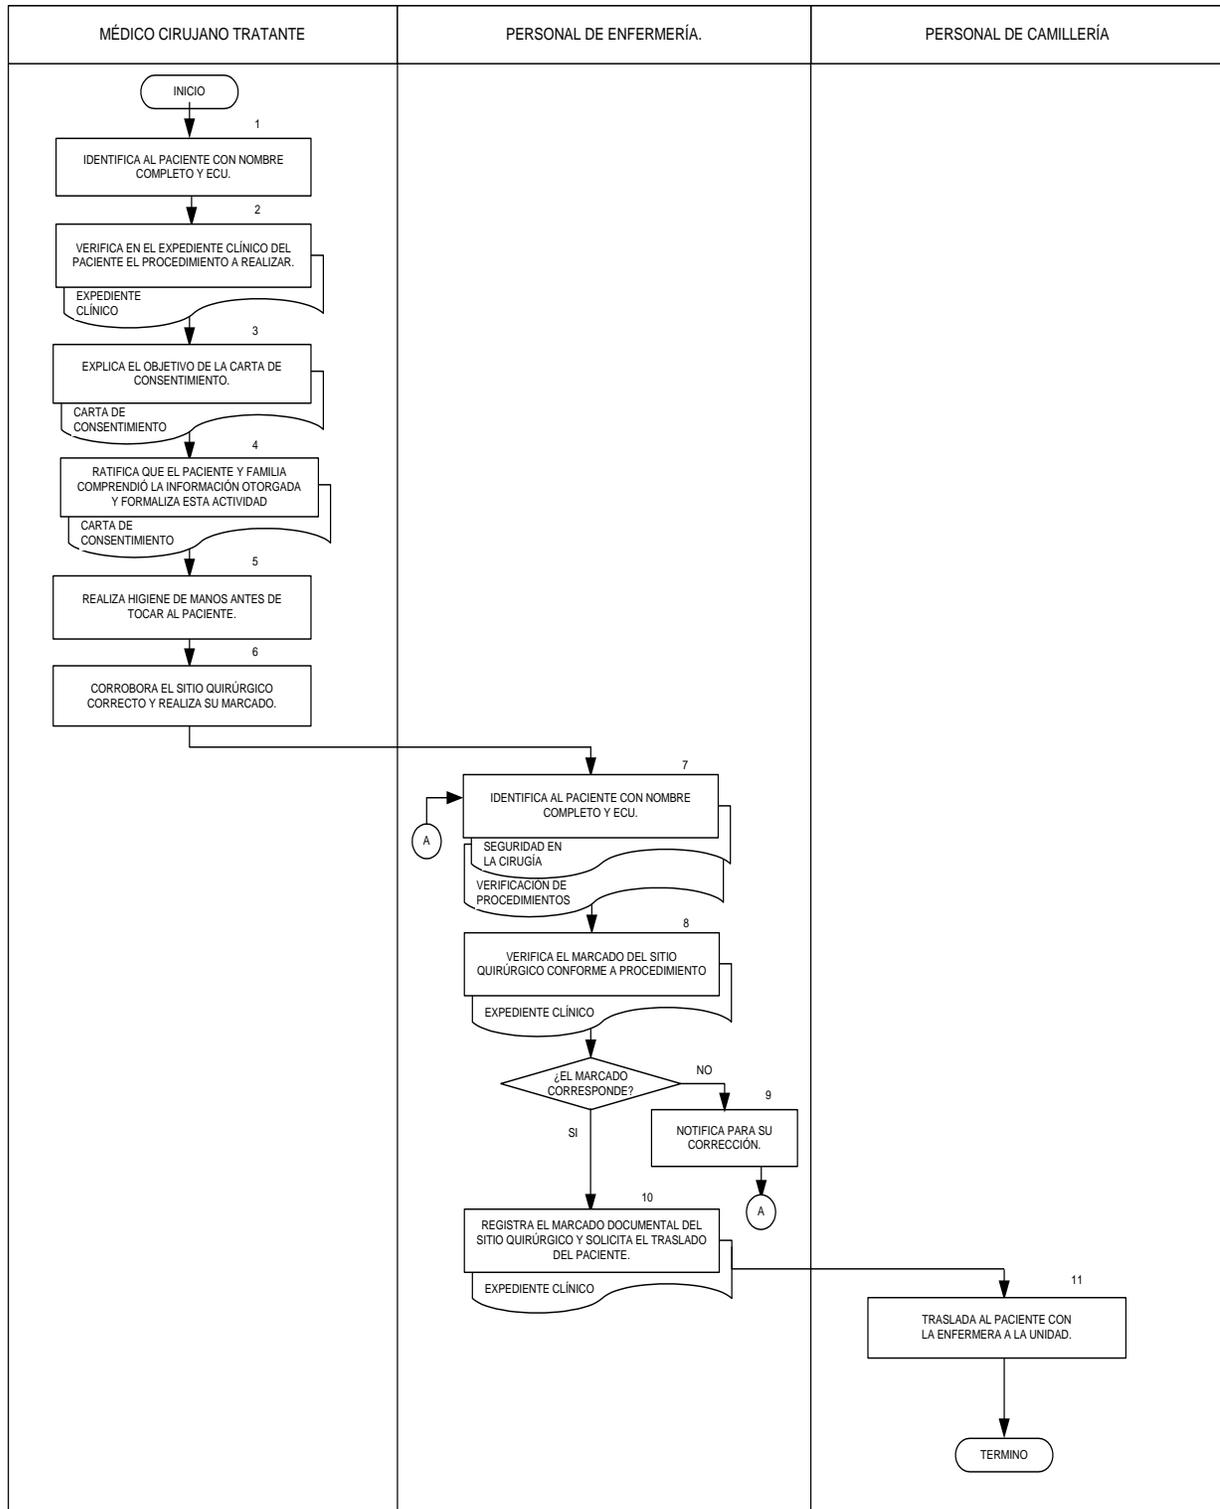 MÉDICO CIRUJANO TRATANTE
PERSONAL DE ENFERMERÍA.
PERSONAL DE CAMILLERÍA
INICIO
1
IDENTIFICA AL PACIENTE CON NOMBRE
COMPLETO Y ECU.
2
VERIFICA EN EL EXPEDIENTE CLÍNICO DEL
PACIENTE EL PROCEDIMIENTO A REALIZAR.
EXPEDIENTE
CLÍNICO
3
EXPLICA EL OBJETIVO DE LA CARTA DE
CONSENTIMIENTO.
CARTA DE
CONSENTIMIENTO
4
RATIFICA QUE EL PACIENTE Y FAMILIA
COMPRENDIÓ LA INFORMACIÓN OTORGADA
Y FORMALIZA ESTA ACTIVIDAD
CARTA DE
CONSENTIMIENTO
5
REALIZA HIGIENE DE MANOS ANTES DE
TOCAR AL PACIENTE.
6
CORROBORA EL SITIO QUIRÚRGICO
CORRECTO Y REALIZA SU MARCADO.
7
IDENTIFICA AL PACIENTE CON NOMBRE
COMPLETO Y ECU.
A
SEGURIDAD EN
LA CIRUGÍA
VERIFICACIÓN DE
PROCEDIMIENTOS
8
VERIFICA EL MARCADO DEL SITIO
QUIRÚRGICO CONFORME A PROCEDIMIENTO
EXPEDIENTE CLÍNICO
¿EL MARCADO
CORRESPONDE?
NO
9
NOTIFICA PARA SU
CORRECCIÓN.
SI
A
10
REGISTRA EL MARCADO DOCUMENTAL DEL
SITIO QUIRÚRGICO Y SOLICITA EL TRASLADO
DEL PACIENTE.
EXPEDIENTE CLÍNICO
11
TRASLADA AL PACIENTE CON
LA ENFERMERA A LA UNIDAD.
TERMINO